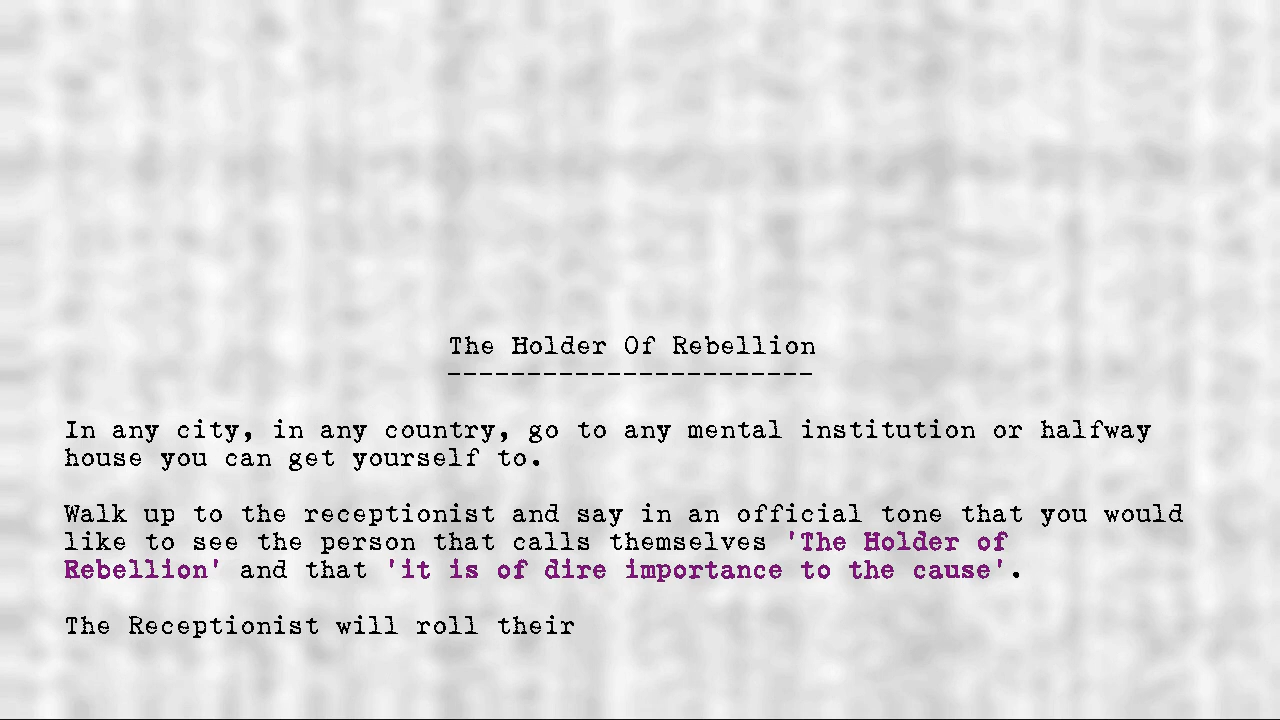 The Holder Of Rebellion
-----------------------
In any city, in any country, go to any mental institution or halfway
house you can get yourself to.
Walk up to the receptionist and say in an official tone that you would
like to see the person that calls themselves 'The Holder of
Rebellion' and that 'it is of dire importance to the cause'.
The Receptionist will roll their